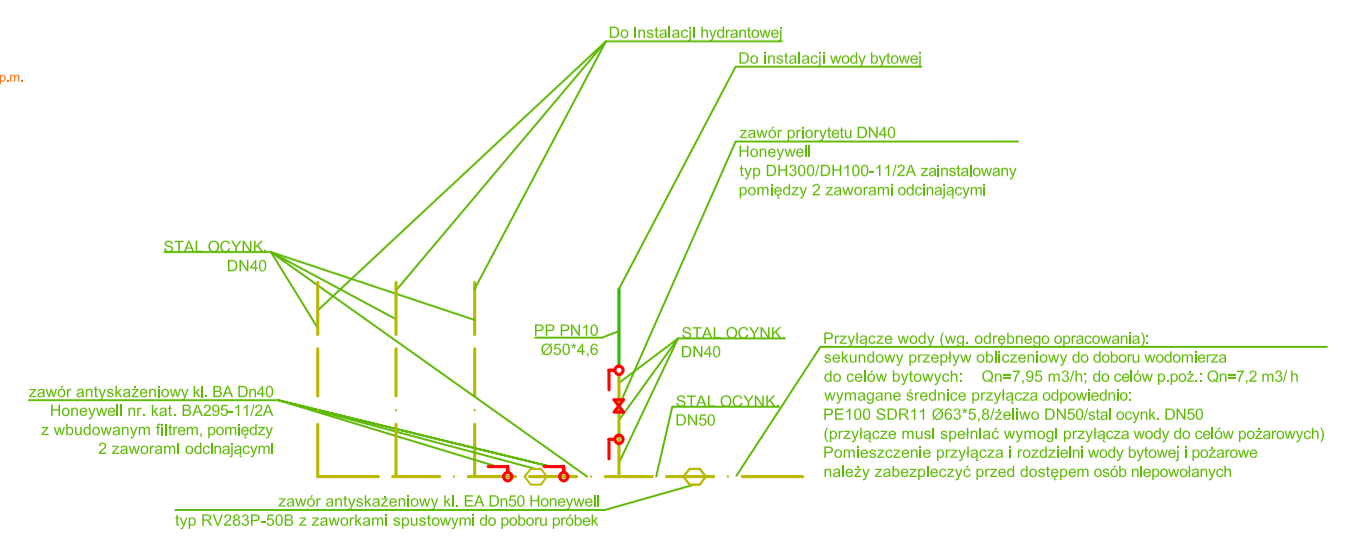 Do Instalacji hydrantowej
Do instalacji wody bytowej
p.m.
zawór priorytetu DN40
Honeywell
typ DH300/DH100-11/2A zainstalowany
pomiędzy 2 zaworami odcinającymi
STAL OCYNK.
DN40
PP PN10
Ø50*4,6
STAL OCYNK.
DN40
STAL OCYNK.
DN50
Przyłącze wody (wg. odrębnego opracowania):
sekundowy przepływ obliczeniowy do doboru wodomierza
do celów bytowych: Qn=7,95 m3/h; do celów p.poż.: Qn=7,2 m3/h
wymagane średnice przyłącza odpowiednio:
PE100 SDR11 Ø63*5,8/żeliwo DN50/stal ocynk. DN50
(przyłącze musi spełniać wymogi przyłącza wody do celów pożarowych)
Pomieszczenie przyłącza i rozdzielni wody bytowej i pożarowe
należy zabezpieczyć przed dostępem osób niepowołanych
zawór antyskażeniowy kl. BA Dn40
Honeywell nr. kat. BA295-11/2A
z wbudowanym filtrem, pomiędzy
2 zaworami odcinającymi
zawór antyskażeniowy kl. EA Dn50 Honeywell
typ RV283P-50B z zaworkami spustowymi do poboru próbek